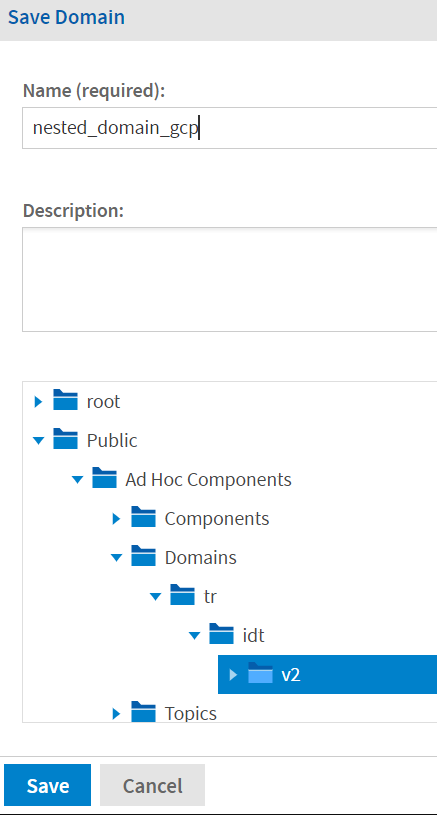 Save Domain
Name (required):
nested_domain_gcp
Description:
root
Public
Ad Hoc Components
Components
Domains
tr
idt
v2
Topics
Save Cancel